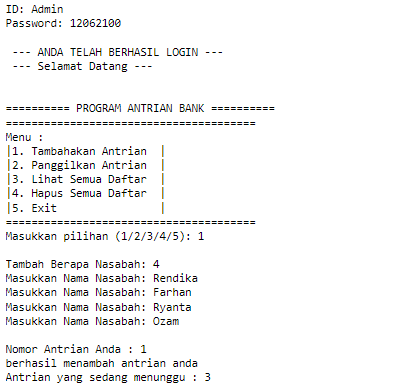 ID: Admin
Password: 12062100
--- ANDA TELAH BERHASIL LOGIN ---
--- Selamat Datang ---
========== PROGRAM ANTRIAN BANK ==========
=======================================
Menu :
|1. Tambahakan Antrian |
|2. Panggilkan Antrian |
|3. Lihat Semua Daftar |
|4. Hapus Semua Daftar |
|5. Exit |
=======================================
Masukkan pilihan (1/2/3/4/5): 1
Tambah Berapa Nasabah: 4
Masukkan Nama Nasabah: Rendika
Masukkan Nama Nasabah: Farhan
Masukkan Nama Nasabah: Ryanta
Masukkan Nama Nasabah: Ozam
Nomor Antrian Anda : 1
berhasil menambah antrian anda
Antrian yang sedang menunggu : 3